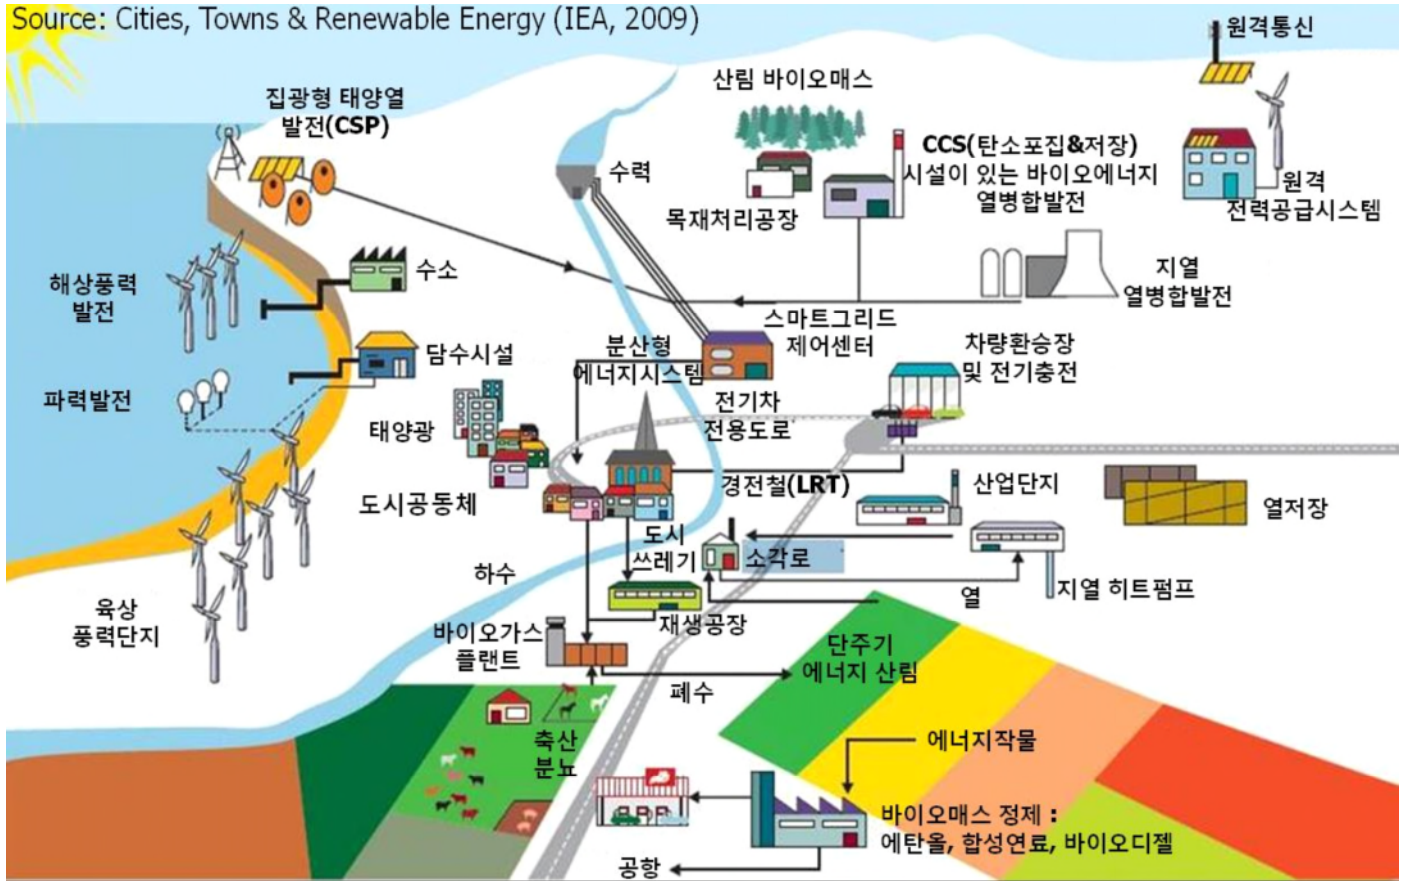 Source: Cities, Towns & Renewable Energy (IEA, 2009)
원격통신
집광형 태양열
발전(CSP)
산림 바이오매스
CCS(탄소포집&저장)
시설이 있는 바이오에너지
열병합발전
수력
목재처리공장
원격
전력공급시스템
해상풍력
발전
수소
지열
열병합발전
스마트그리드
제어센터
분산형
에너지시스템
차량환승장
및 전기충전
담수시설
파력발전
태양광
전기차
전용도로
도시공동체
경전철(LRT)
산업단지
열저장
도시
쓰레기
소각로
하수
열
지열 히트펌프
육상
풍력단지
바이오가스
플랜트
재생공장
단주기
에너지 산림
폐수
축산
분뇨
에너지작물
바이오매스 정제 :
에탄올, 합성연료, 바이오디젤
공항